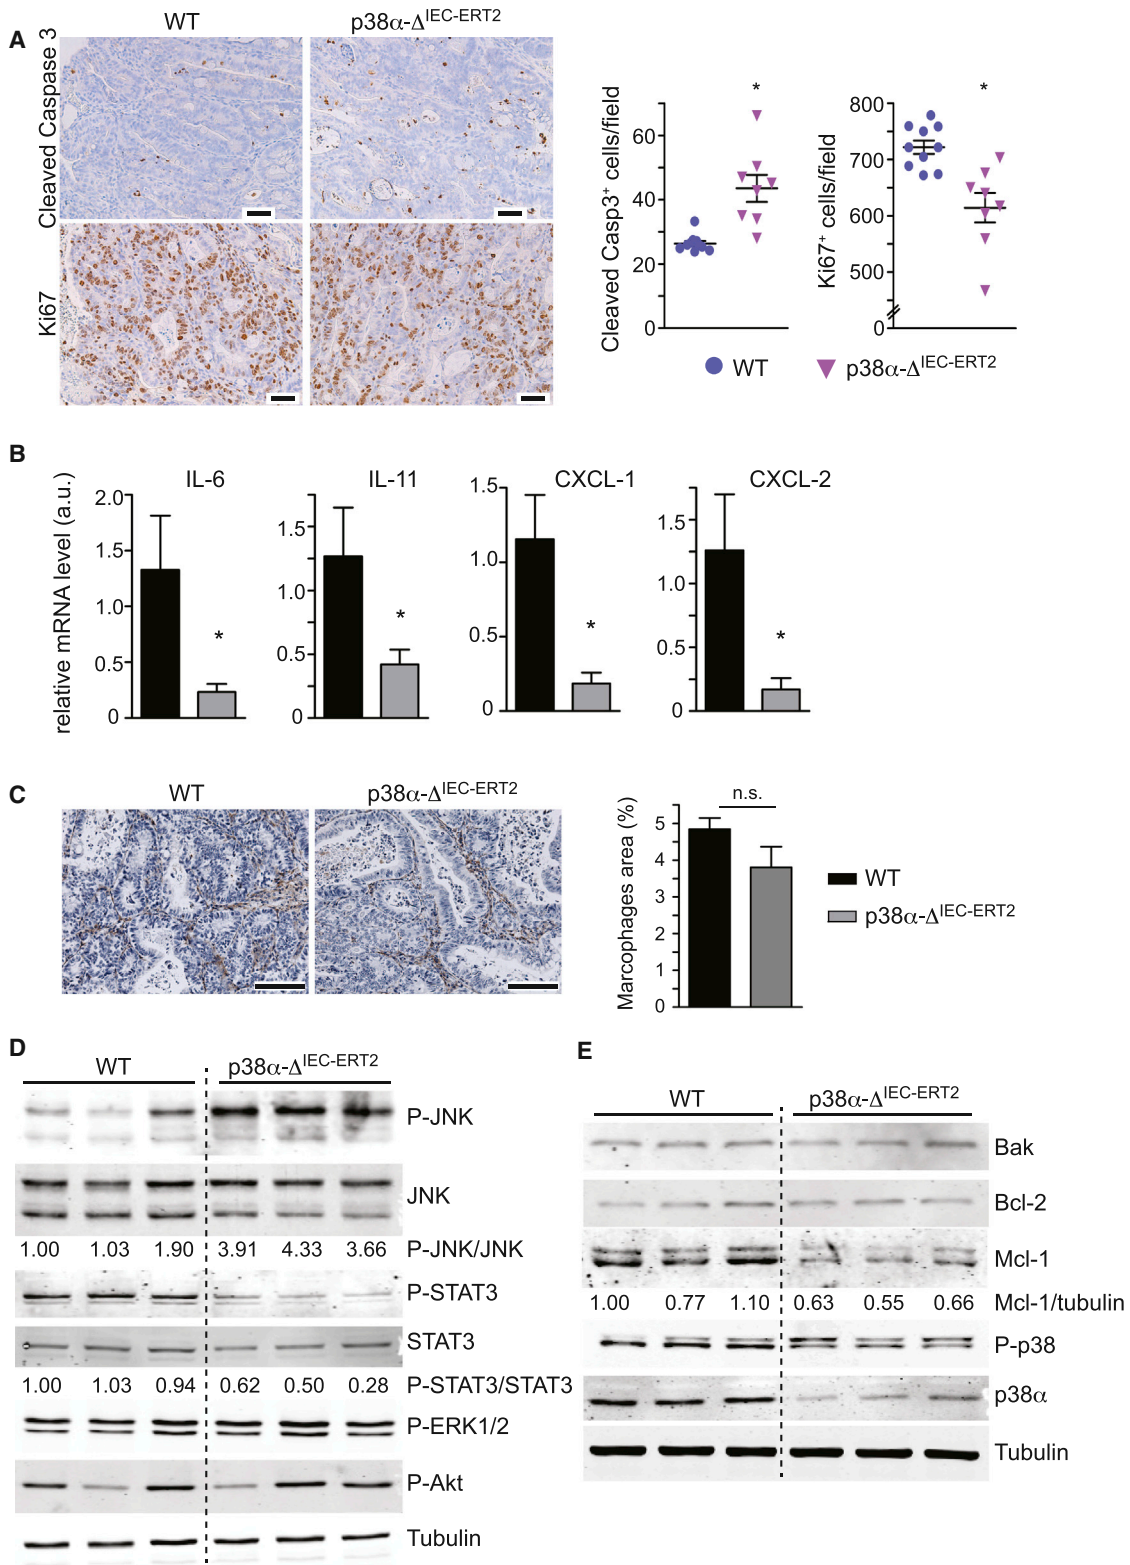 A
WT
p38α-Δ^IEC-ERT2
Cleaved Caspase 3
Ki67
Cleaved Casp3+ cells/field
60
40
20
0
*
Ki67+ cells/field
800
700
600
500
0
*
WT
p38α-Δ^IEC-ERT2
B
relative mRNA level (a.u.)
IL-6
2.0
1.5
1.0
0.5
0
*
IL-11
1.5
1.0
0.5
0
*
CXCL-1
1.5
1.0
0.5
0
*
CXCL-2
1.5
1.0
0.5
0
*
C
WT
p38α-Δ^IEC-ERT2
Marcophages area (%)
5
4
3
2
1
0
n.s.
WT
p38α-Δ^IEC-ERT2
D
WT
p38α-Δ^IEC-ERT2
P-JNK
JNK
1.00 1.03 1.90 3.91 4.33 3.66 P-JNK/JNK
P-STAT3
STAT3
1.00 1.03 0.94 0.62 0.50 0.28 P-STAT3/STAT3
P-ERK1/2
P-Akt
Tubulin
E
WT
p38α-Δ^IEC-ERT2
Bak
Bcl-2
Mcl-1
1.00 0.77 1.10 0.63 0.55 0.66 Mcl-1/tubulin
P-p38
p38α
Tubulin